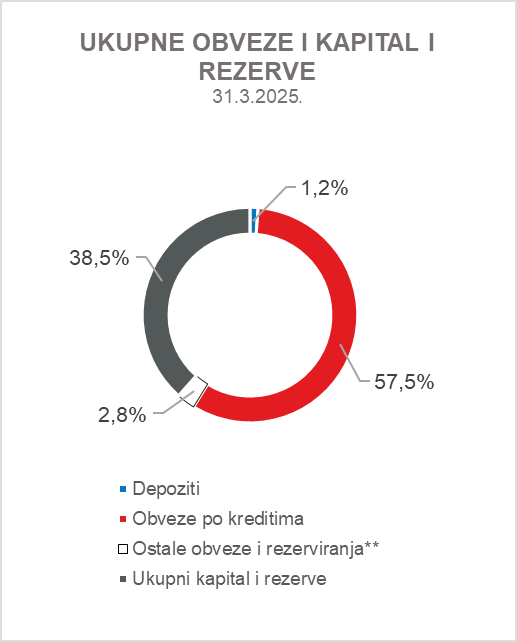 UKUPNE OBVEZE I KAPITAL I
REZERVE
31.3.2025.
1,2%
38,5%
57,5%
2,8%
Depoziti
Obveze po kreditima
Ostale obveze i rezerviranja**
Ukupni kapital i rezerve